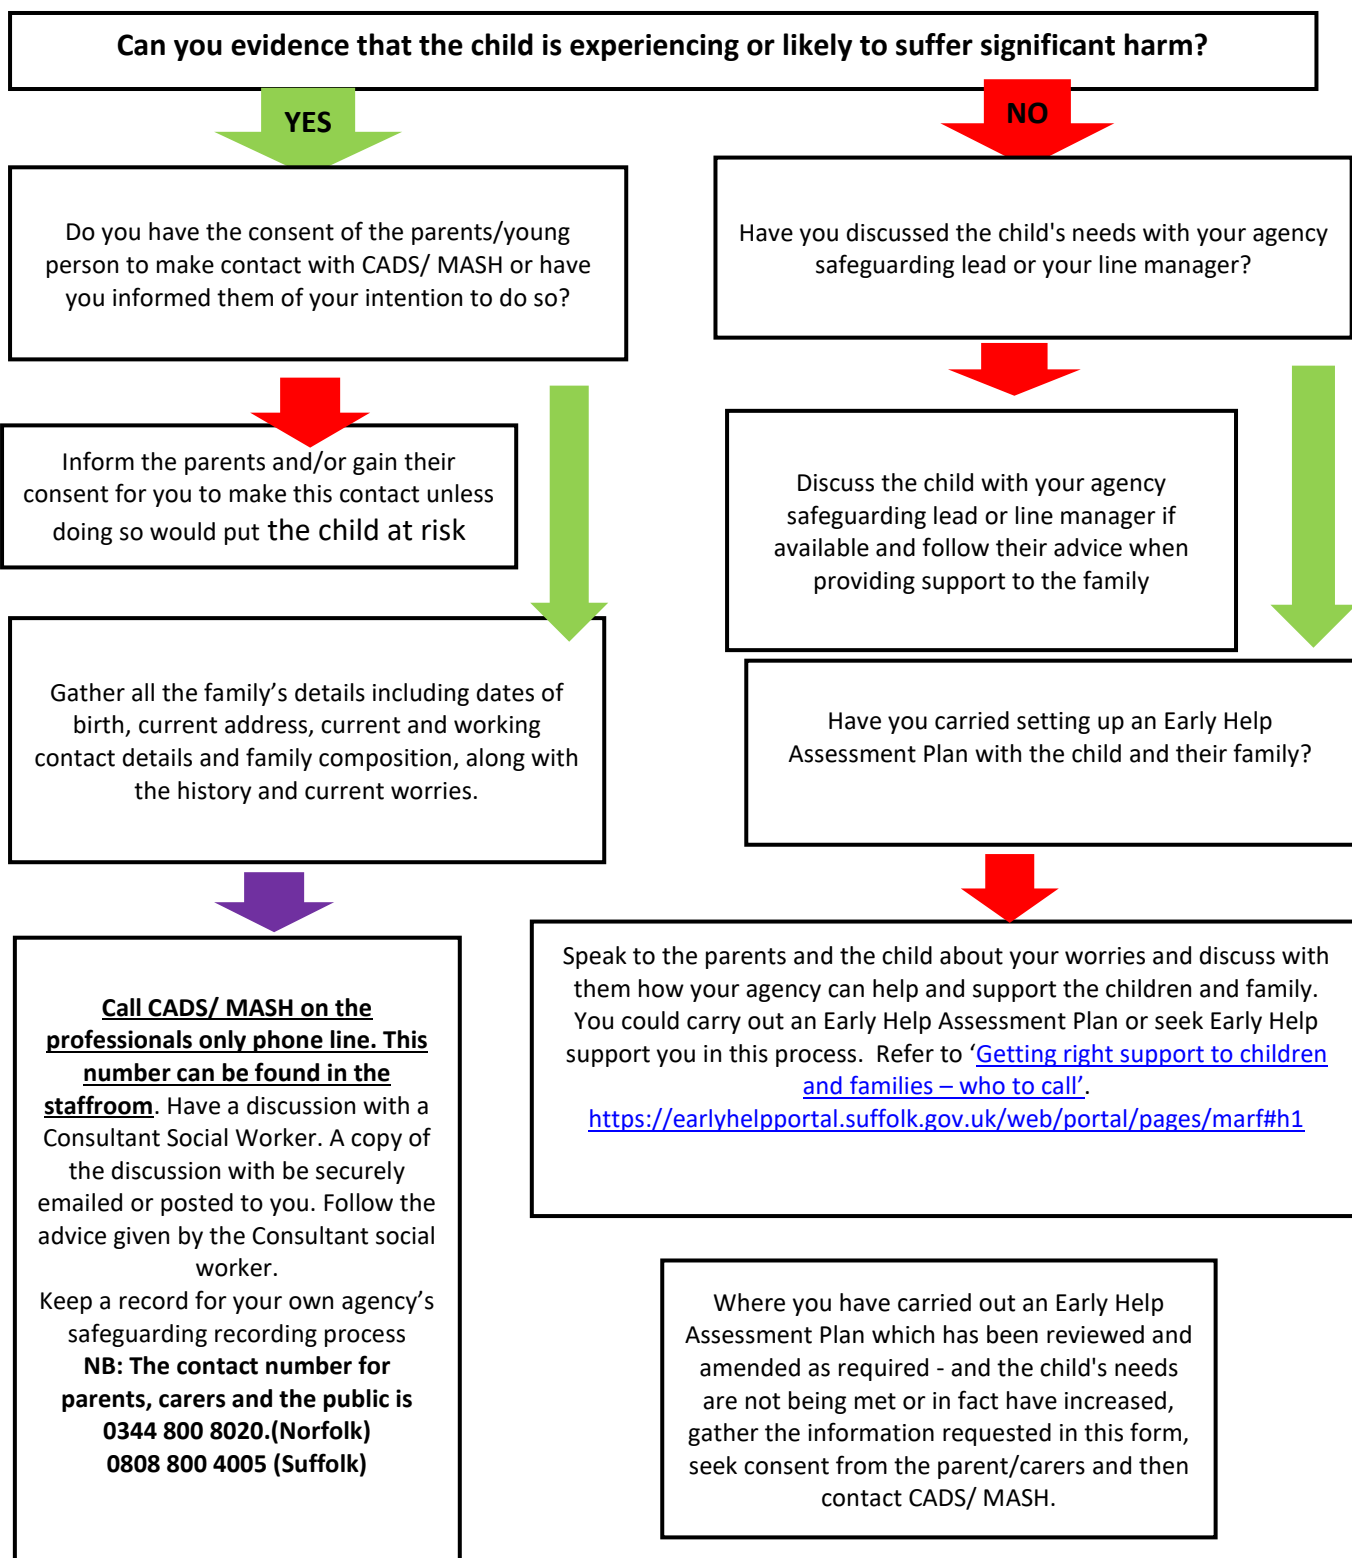 Can you evidence that the child is experiencing or likely to suffer significant harm?
YES
NO
Do you have the consent of the parents/young
person to make contact with CADS/ MASH or have
you informed them of your intention to do so?
Have you discussed the child's needs with your agency
safeguarding lead or your line manager?
Inform the parents and/or gain their
consent for you to make this contact unless
doing so would put the child at risk
Discuss the child with your agency
safeguarding lead or line manager if
available and follow their advice when
providing support to the family
Gather all the family’s details including dates of
birth, current address, current and working
contact details and family composition, along with
the history and current worries.
Have you carried setting up an Early Help
Assessment Plan with the child and their family?
Call CADS/ MASH on the
professionals only phone line. This
number can be found in the
staffroom. Have a discussion with a
Consultant Social Worker. A copy of
the discussion with be securely
emailed or posted to you. Follow the
advice given by the Consultant social
worker.
Keep a record for your own agency’s
safeguarding recording process
NB: The contact number for
parents, carers and the public is
0344 800 8020.(Norfolk)
0808 800 4005 (Suffolk)
Speak to the parents and the child about your worries and discuss with
them how your agency can help and support the children and family.
You could carry out an Early Help Assessment Plan or seek Early Help
support you in this process.  Refer to ‘Getting right support to children
and families – who to call’.
https://earlyhelpportal.suffolk.gov.uk/web/portal/pages/marf#h1
Where you have carried out an Early Help
Assessment Plan which has been reviewed and
amended as required - and the child's needs
are not being met or in fact have increased,
gather the information requested in this form,
seek consent from the parent/carers and then
contact CADS/ MASH.